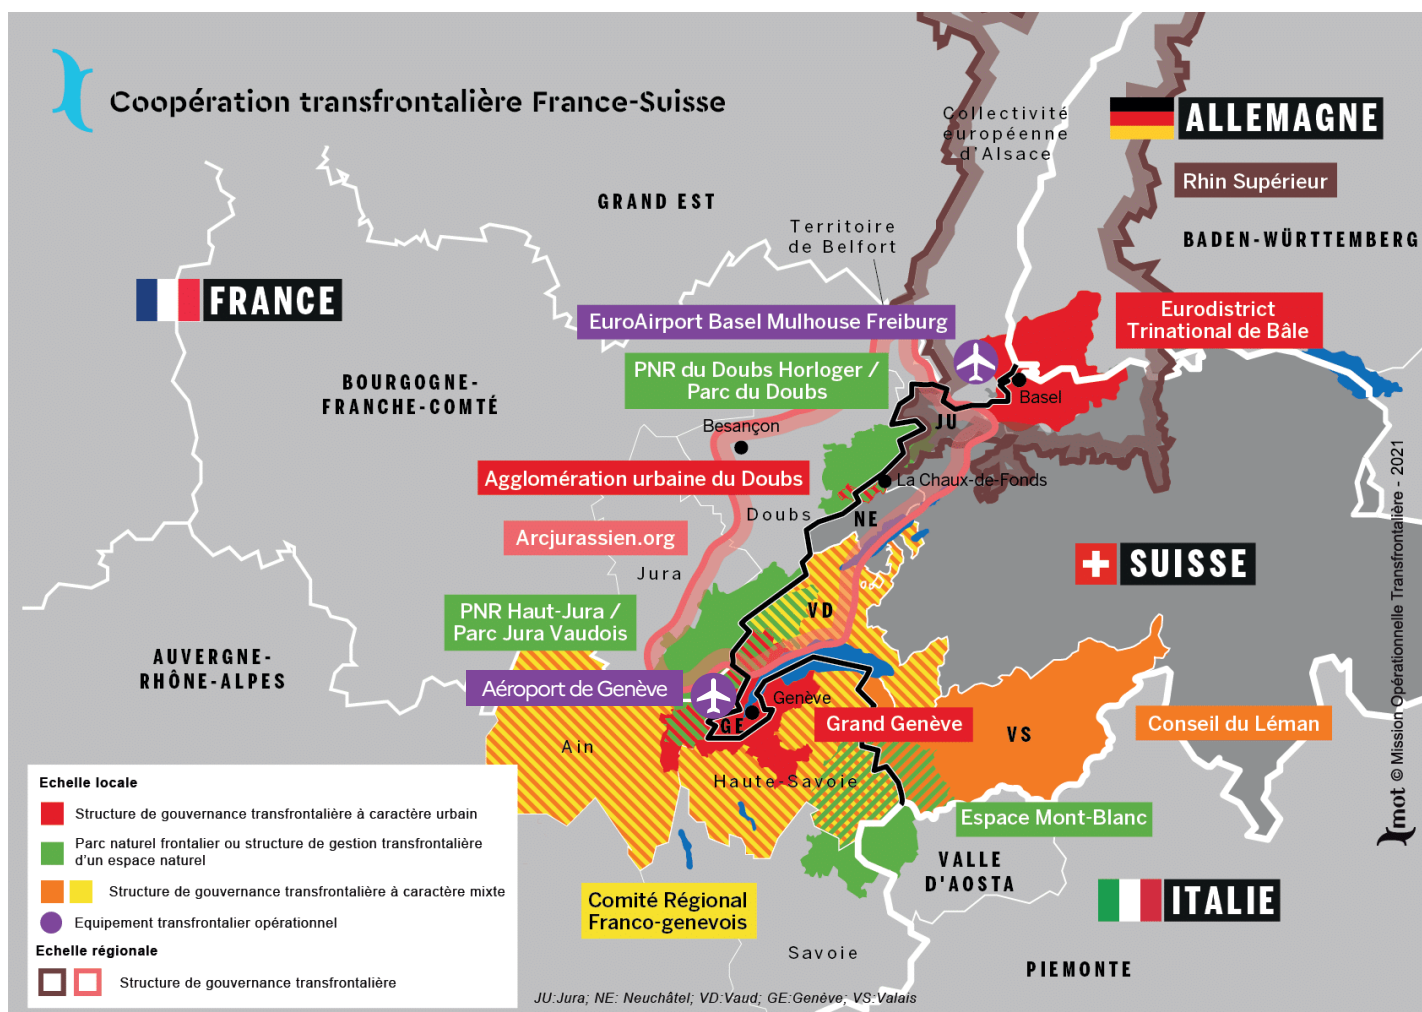 Coopération transfrontalière France-Suisse
Collectivité
européenne
d'Alsace
ALLEMAGNE
Rhin Supérieur
GRAND EST
Territoire
de Belfort
BADEN-WÜRTTEMBERG
FRANCE
EuroAirport Basel Mulhouse Freiburg
Eurodistrict
Trinational de Bâle
PNR du Doubs Horloger /
Parc du Doubs
BOURGOGNE-
FRANCHE-COMTÉ
Basel
JU
Besançon
Agglomération urbaine du Doubs
La Chaux-de-Fonds
Doubs
NE
Arcjurassien.org
SUISSE
Jura
PNR Haut-Jura /
Parc Jura Vaudois
VD
AUVERGNE-
RHÔNE-ALPES
Aéroport de Genève
Genève
GE
Grand Genève
VS
Conseil du Léman
Ain
Haute-Savoie
Espace Mont-Blanc
VALLE
D'AOSTA
ITALIE
Comité Régional
Franco-genevois
Savoie
PIEMONTE
Echelle locale
Structure de gouvernance transfrontalière à caractère urbain
Parc naturel frontalier ou structure de gestion transfrontalière
d'un espace naturel
Structure de gouvernance transfrontalière à caractère mixte
Equipement transfrontalier opérationnel
Echelle régionale
Structure de gouvernance transfrontalière
JU:Jura; NE: Neuchâtel; VD:Vaud; GE:Genève; VS:Valais
mot © Mission Opérationnelle Transfrontalière - 2021